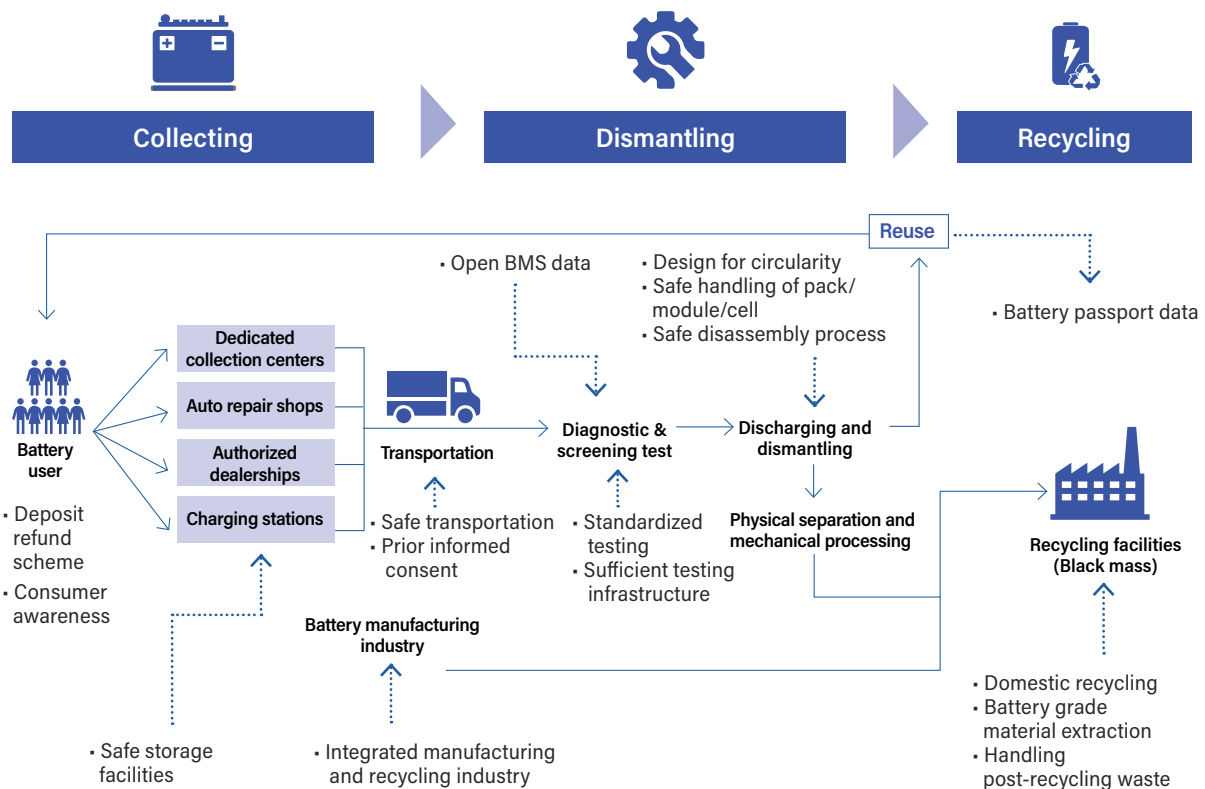 Collecting
Dismantling
Recycling
Reuse
▪ Open BMS data
▪ Design for circularity
▪ Safe handling of pack/
module/cell
▪ Safe disassembly process
▪ Battery passport data
Dedicated
collection centers
Auto repair shops
Authorized
dealerships
Charging stations
Battery
user
Transportation
Diagnostic &
screening test
Discharging and
dismantling
▪ Deposit
refund
scheme
▪ Consumer
awareness
▪ Safe transportation
▪ Prior informed
consent
▪ Standardized
testing
▪ Sufficient testing
infrastructure
Physical separation and
mechanical processing
Recycling facilities
(Black mass)
Battery manufacturing
industry
▪ Safe storage
facilities
▪ Integrated manufacturing
and recycling industry
▪ Domestic recycling
▪ Battery grade
material extraction
▪ Handling
post-recycling waste